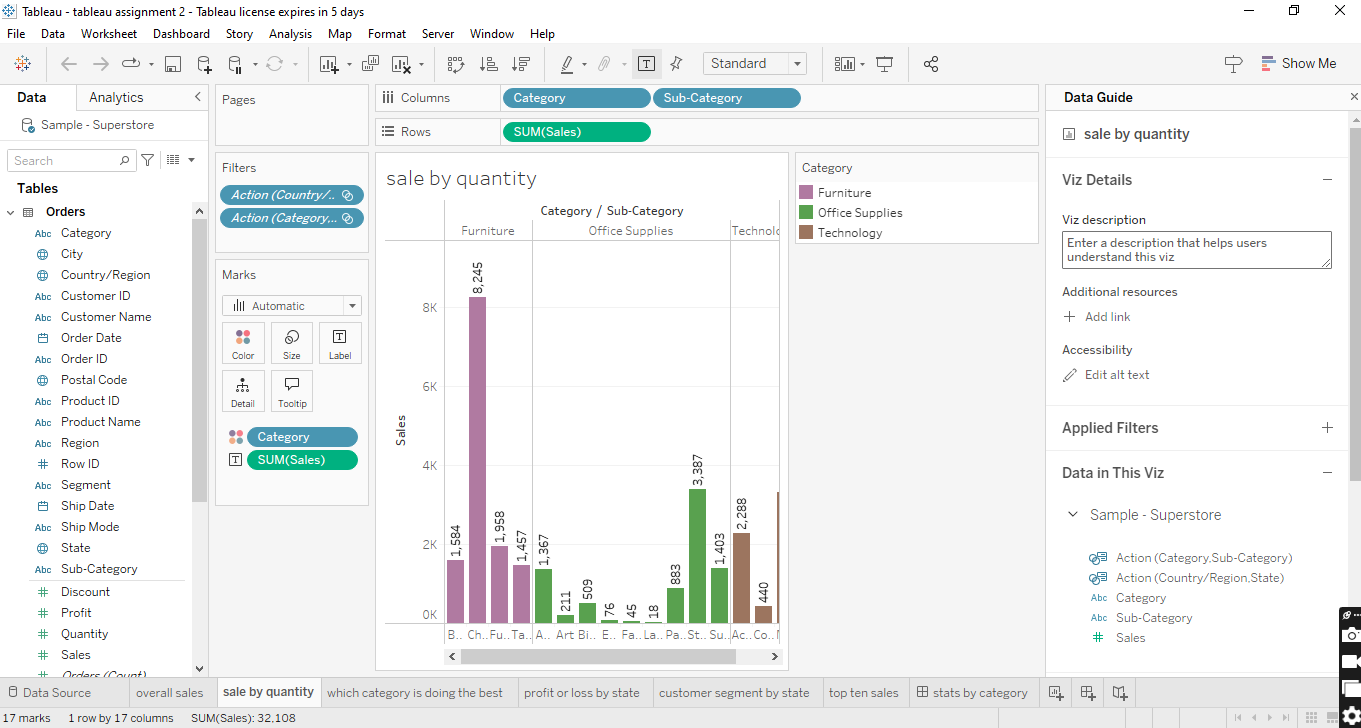 Tableau - tableau assignment 2 - Tableau license expires in 5 days
File Data Worksheet Dashboard Story Analysis Map Format Server Window Help
Standard
Show Me
Data Analytics
Sample - Superstore
Search
Tables
Orders
Abc Category
City
Country/Region
Abc Customer ID
Abc Customer Name
Order Date
Abc Order ID
Postal Code
Abc Product ID
Abc Product Name
Abc Region
# Row ID
Abc Segment
Ship Date
Abc Ship Mode
State
Abc Sub-Category
# Discount
# Profit
# Quantity
# Sales
# Orders (Count)
Pages
Filters
Action (Country/..
Action (Category,..
Marks
Automatic
Color Size Label
Detail Tooltip
Category
SUM(Sales)
Columns Category Sub-Category
Rows SUM(Sales)
sale by quantity
Category / Sub-Category
Furniture Office Supplies Technolo
Sales
8K
6K
4K
2K
0K
1,584
8,245
1,958
1,457
1,367
211
509
76
45
18
883
3,387
1,403
2,288
440
B.. Ch.. Fu.. Ta.. A.. Art Bi.. E.. Fa.. La.. Pa.. St.. Su.. Ac.. Co..
Category
Furniture
Office Supplies
Technology
Data Guide
sale by quantity
Viz Details
Viz description
Enter a description that helps users
understand this viz
Additional resources
Add link
Accessibility
Edit alt text
Applied Filters
Data in This Viz
Sample - Superstore
Action (Category,Sub-Category)
Action (Country/Region,State)
Abc Category
Abc Sub-Category
# Sales
Data Source overall sales sale by quantity which category is doing the best profit or loss by state customer segment by state top ten sales stats by category
17 marks 1 row by 17 columns SUM(Sales): 32,108